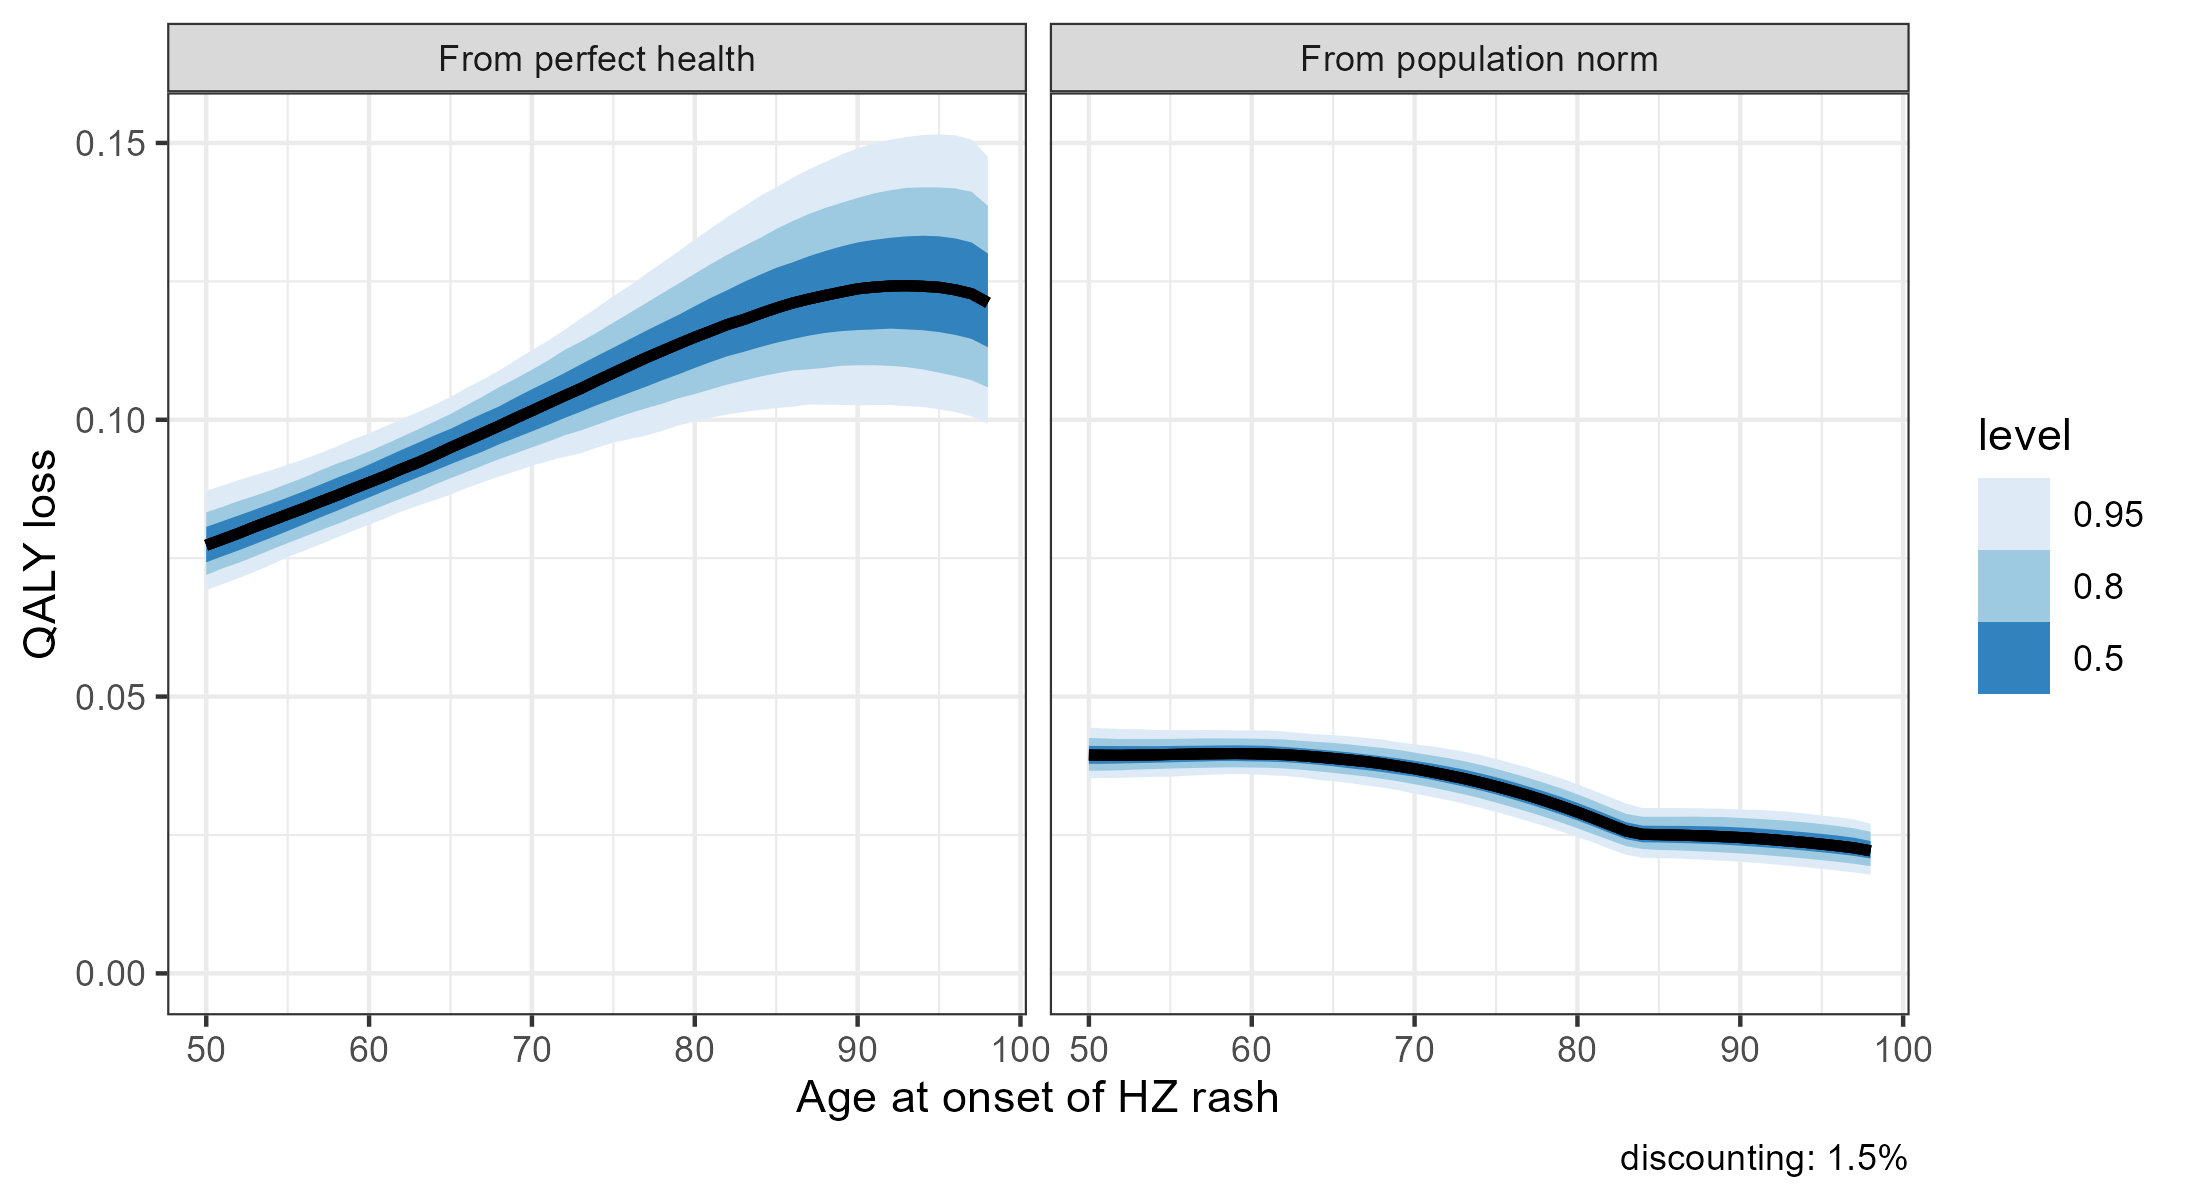 From perfect health
From population norm
QALY loss
0.15
0.10
0.05
0.00
50 60 70 80 90 100
50 60 70 80 90 100
Age at onset of HZ rash
level
0.95
0.8
0.5
discounting: 1.5%